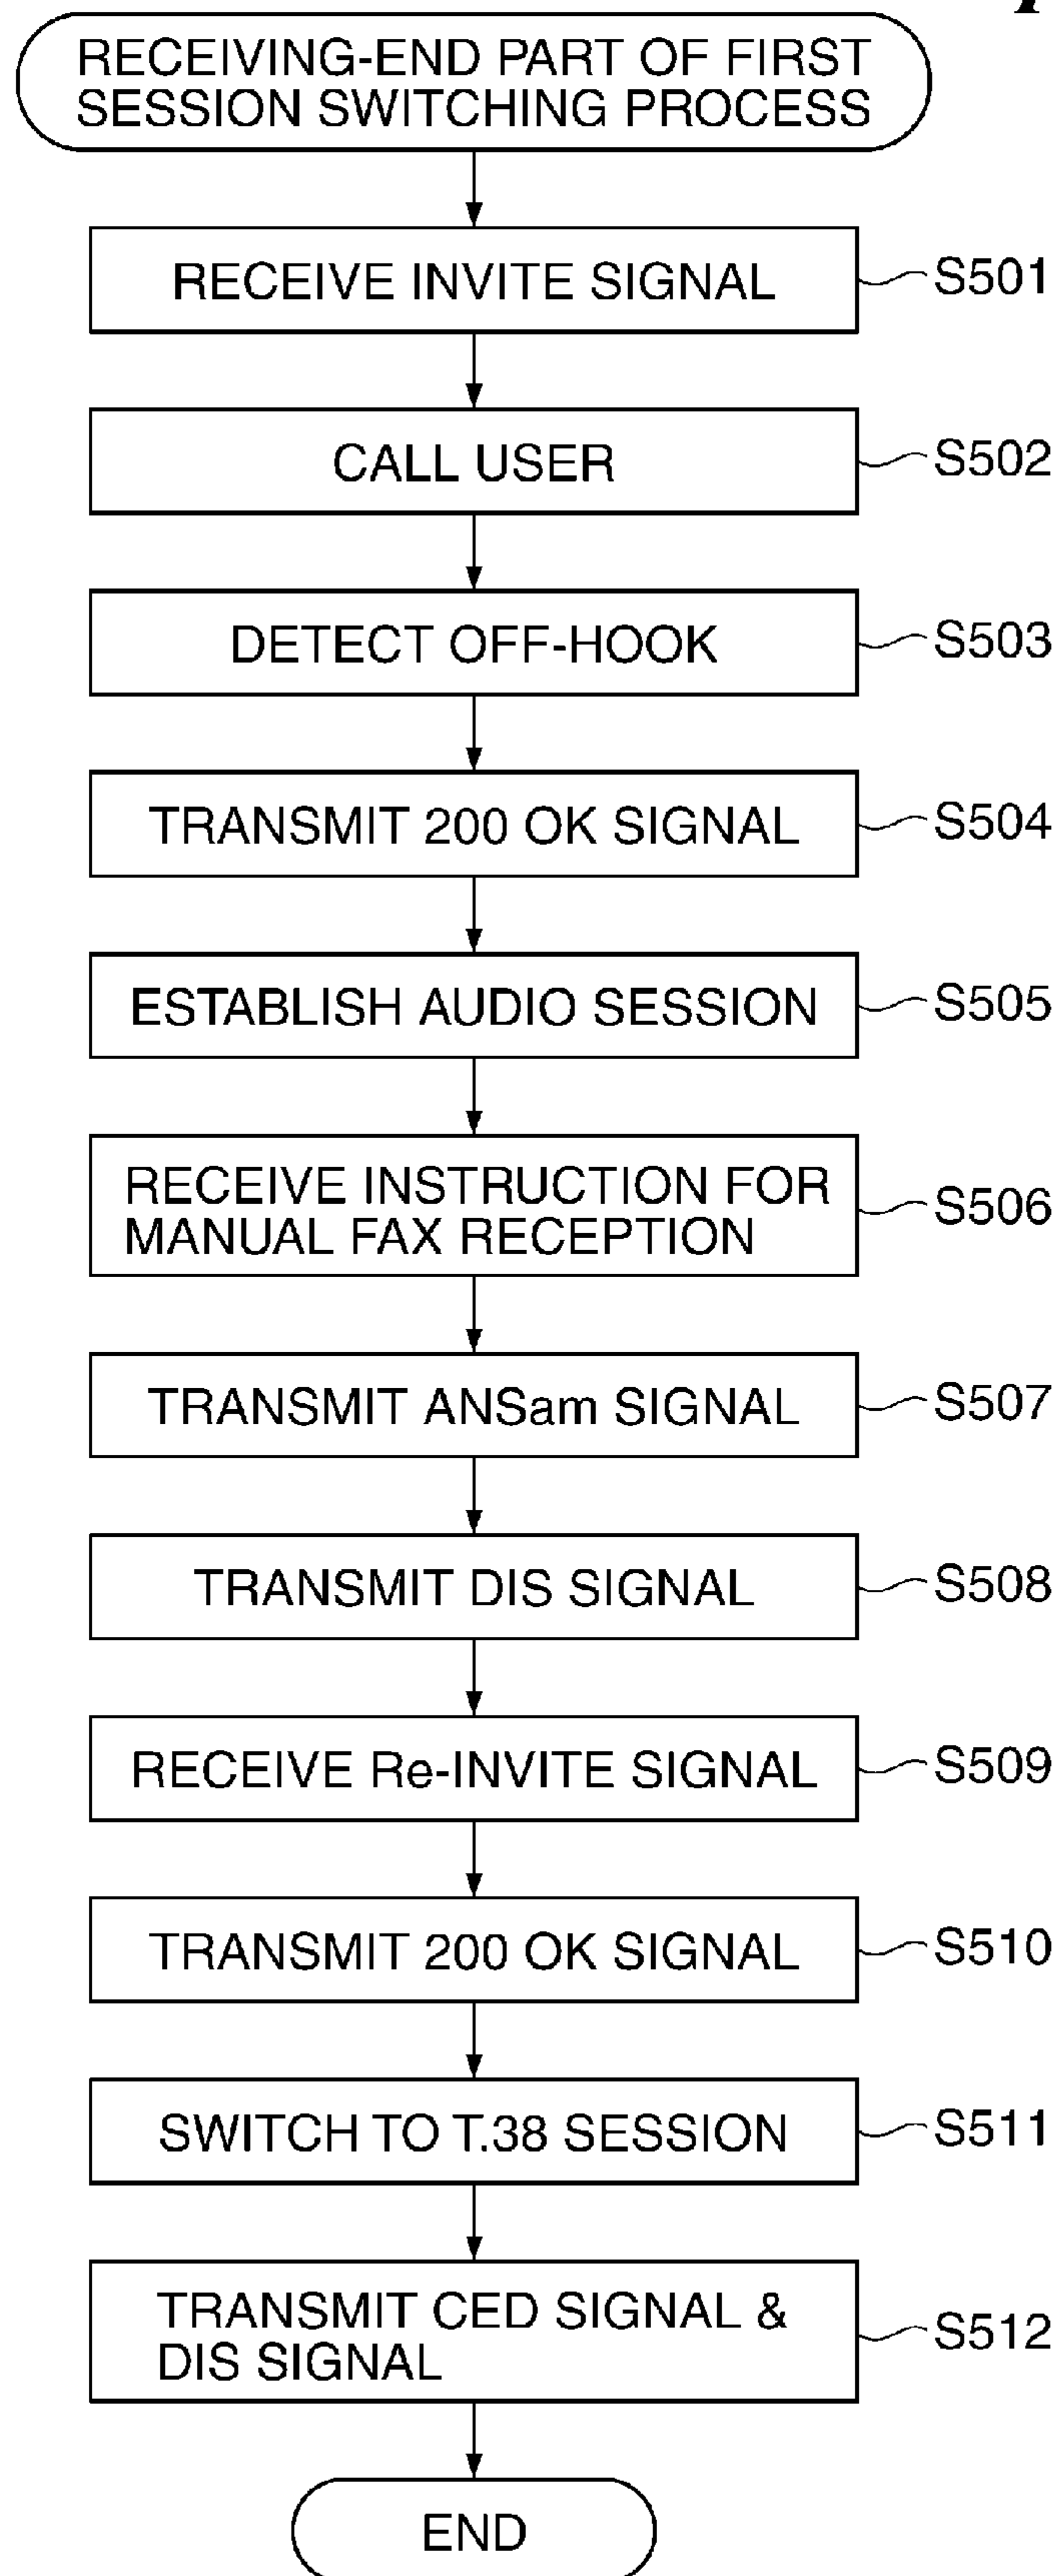 RECEIVING-END PART OF FIRST
SESSION SWITCHING PROCESS
RECEIVE INVITE SIGNAL
S501
CALL USER
S502
DETECT OFF-HOOK
S503
TRANSMIT 200 OK SIGNAL
S504
ESTABLISH AUDIO SESSION
S505
RECEIVE INSTRUCTION FOR
MANUAL FAX RECEPTION
S506
TRANSMIT ANSam SIGNAL
S507
TRANSMIT DIS SIGNAL
S508
RECEIVE Re-INVITE SIGNAL
S509
TRANSMIT 200 OK SIGNAL
S510
SWITCH TO T.38 SESSION
S511
TRANSMIT CED SIGNAL &
DIS SIGNAL
S512
END